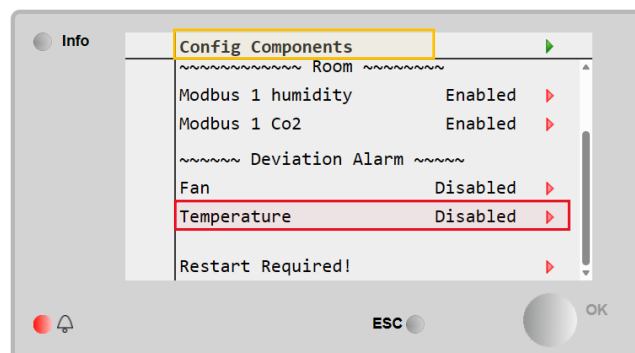 Info
Config Components
~~~~~~~~~~~~ Room ~~~~~~~~
Modbus 1 humidity Enabled
Modbus 1 Co2 Enabled
~~~~~~ Deviation Alarm ~~~~~
Fan Disabled
Temperature Disabled
Restart Required!
ESC
OK